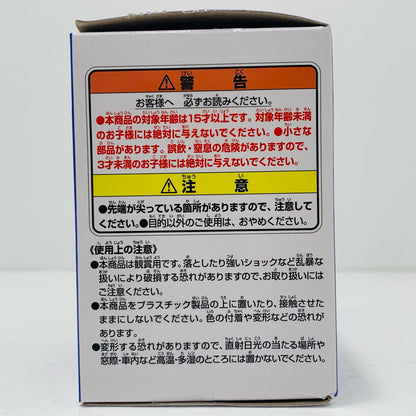 ⚠警告
お客様へ 必ずお読みください。
●本商品の対象年齢は15才以上です。対象年齢未満
のお子様には絶対に与えないでください。●小さな
部品があります。誤飲・窒息の危険がありますので、
3才未満のお子様には絶対に与えないでください。
⚠注意
●先端が尖っている箇所がありますので、注意して
ください。●目的以外のご使用は、おやめください。
《使用上の注意》
●本商品は観賞用です。落としたり強いショックなど乱暴な
扱いにより破損する恐れがありますので、お取り扱いには
ご注意ください。
●本商品をプラスチック製品の上に置いたり、接触させた
ままにしないでください。色の付着や変形などの恐れが
あります。
●変形する恐れがありますので、直射日光の当たる場所や
窓際・車内など高温・多湿のところには置かないでください。